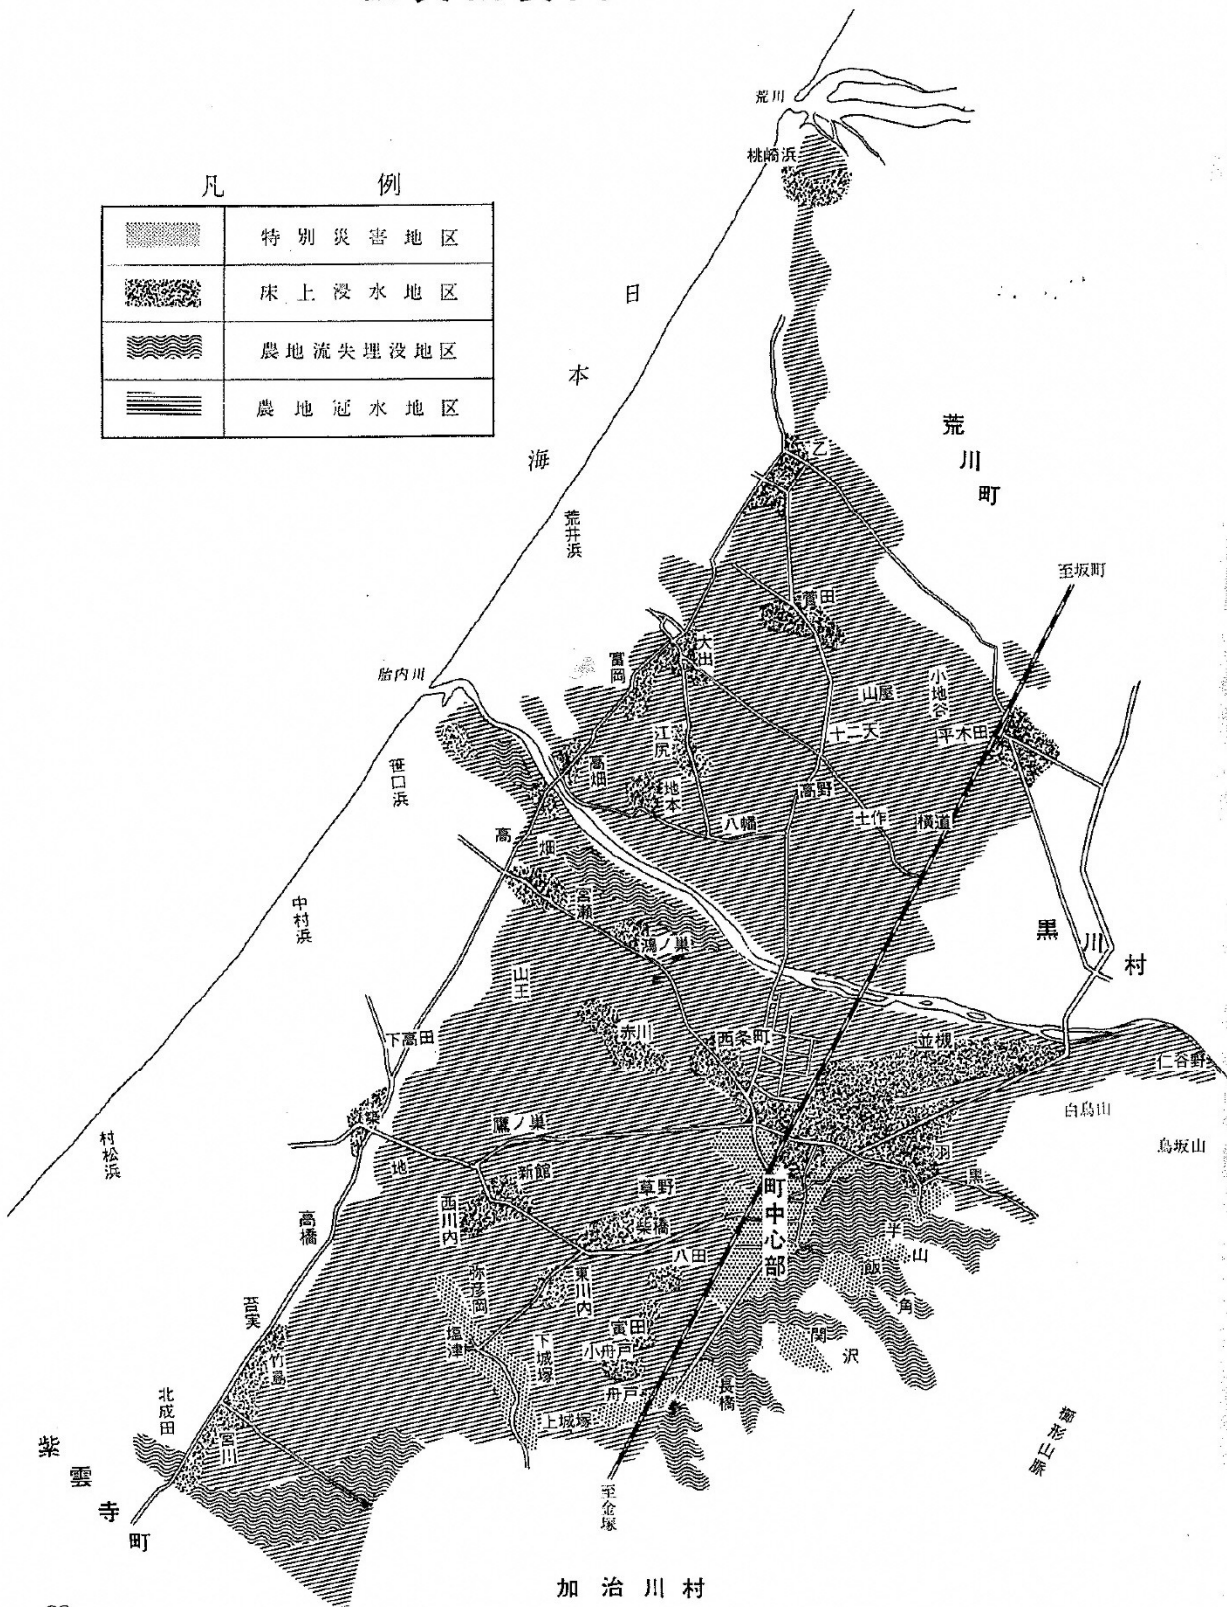 凡例
特別災害地区
床上浸水地区
農地流失埋没地区
農地冠水地区
荒川
桃崎浜
日本海
荒川町
乙
荒井浜
至坂町
菅田
大出
富岡
胎内川
小地谷
山屋
十二天
平木田
江尻
高畑
地本
笹口浜
高野
八幡
土作
横道
高畑
宮瀬
中村浜
鴻ノ巣
黒川村
山王
赤川
西条町
並槻
下高田
仁谷野
白鳥山
鳥坂山
村松浜
築地
鷹ノ巣
羽黒
新館
草野
町中心部
西川内
柴橋
高橋
八田
半山
飯角
弥彦岡
東川内
苔実
塩津
下城塚
寅田
関沢
小舟戸
竹島
舟戸
長橋
北成田
上城塚
宮川
櫛形山脈
紫雲寺町
至金塚
加治川村